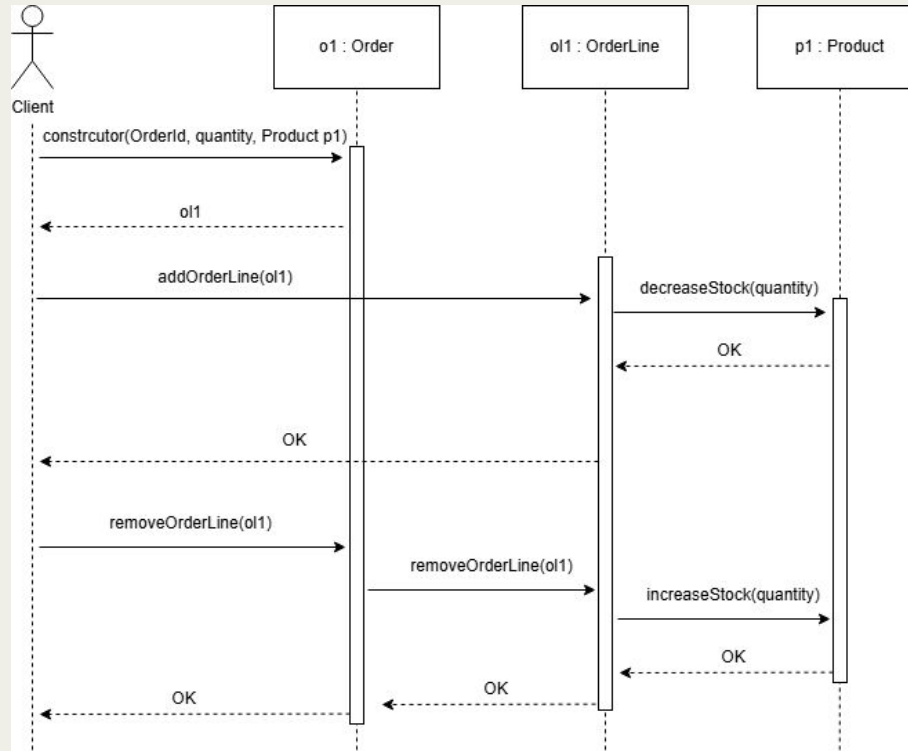 o1 : Order
ol1 : OrderLine
p1 : Product
Client
constrcutor(OrderId, quantity, Product p1)
ol1
addOrderLine(ol1)
decreaseStock(quantity)
OK
OK
removeOrderLine(ol1)
removeOrderLine(ol1)
increaseStock(quantity)
OK
OK
OK